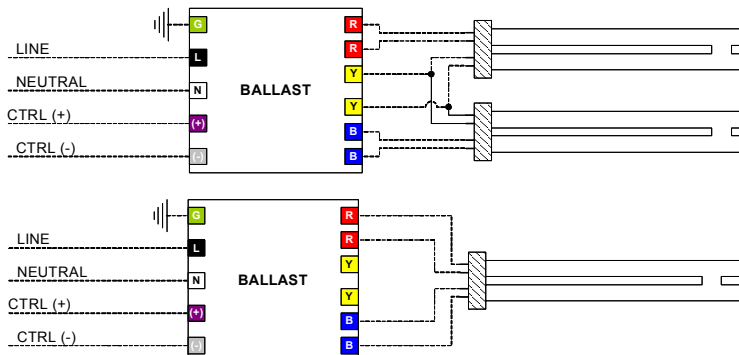 G
R
LINE
L
R
Y
NEUTRAL
N
BALLAST
Y
CTRL (+)
(+)
B
CTRL (-)
(-)
B
G
R
LINE
L
R
Y
NEUTRAL
N
BALLAST
Y
CTRL (+)
(+)
B
CTRL (-)
(-)
B